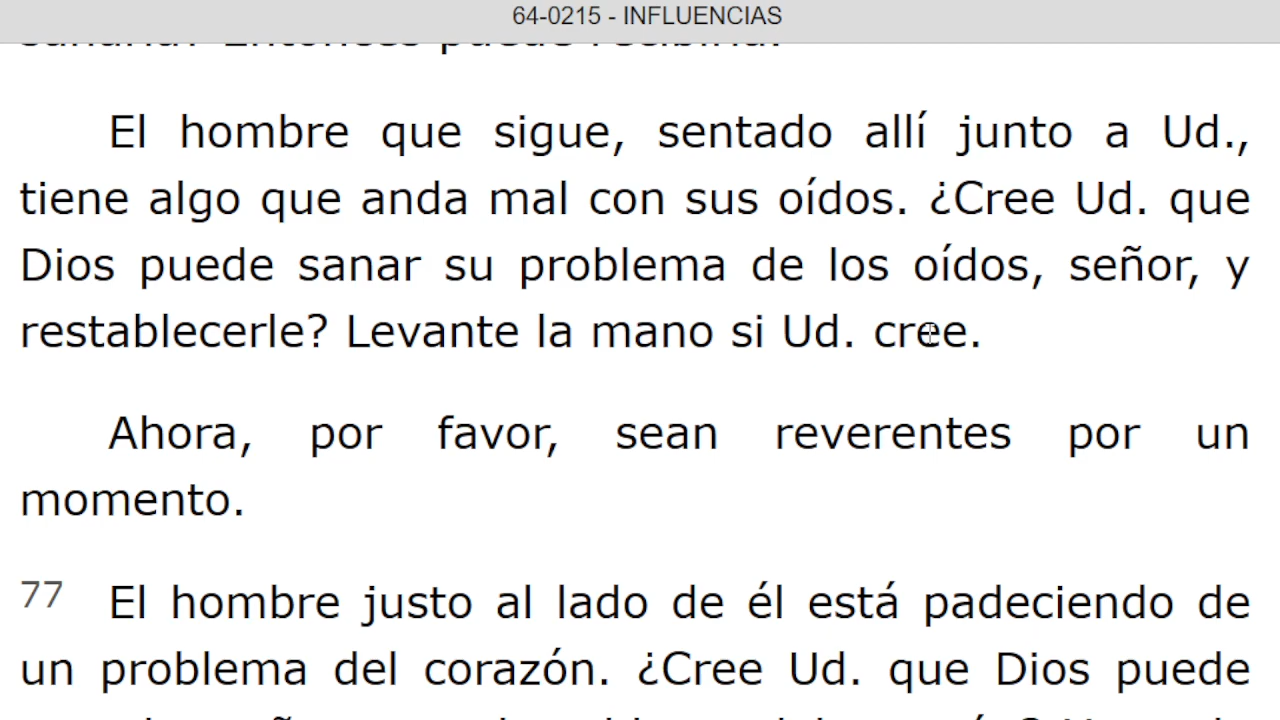 64-0215 - INFLUENCIAS
El hombre que sigue, sentado allí junto a Ud.,
tiene algo que anda mal con sus oídos. ¿Cree Ud. que
Dios puede sanar su problema de los oídos, señor, y
restablecerle? Levante la mano si Ud. cree.
Ahora, por favor, sean reverentes por un
momento.
77 El hombre justo al lado de él está padeciendo de
un problema del corazón. ¿Cree Ud. que Dios puede